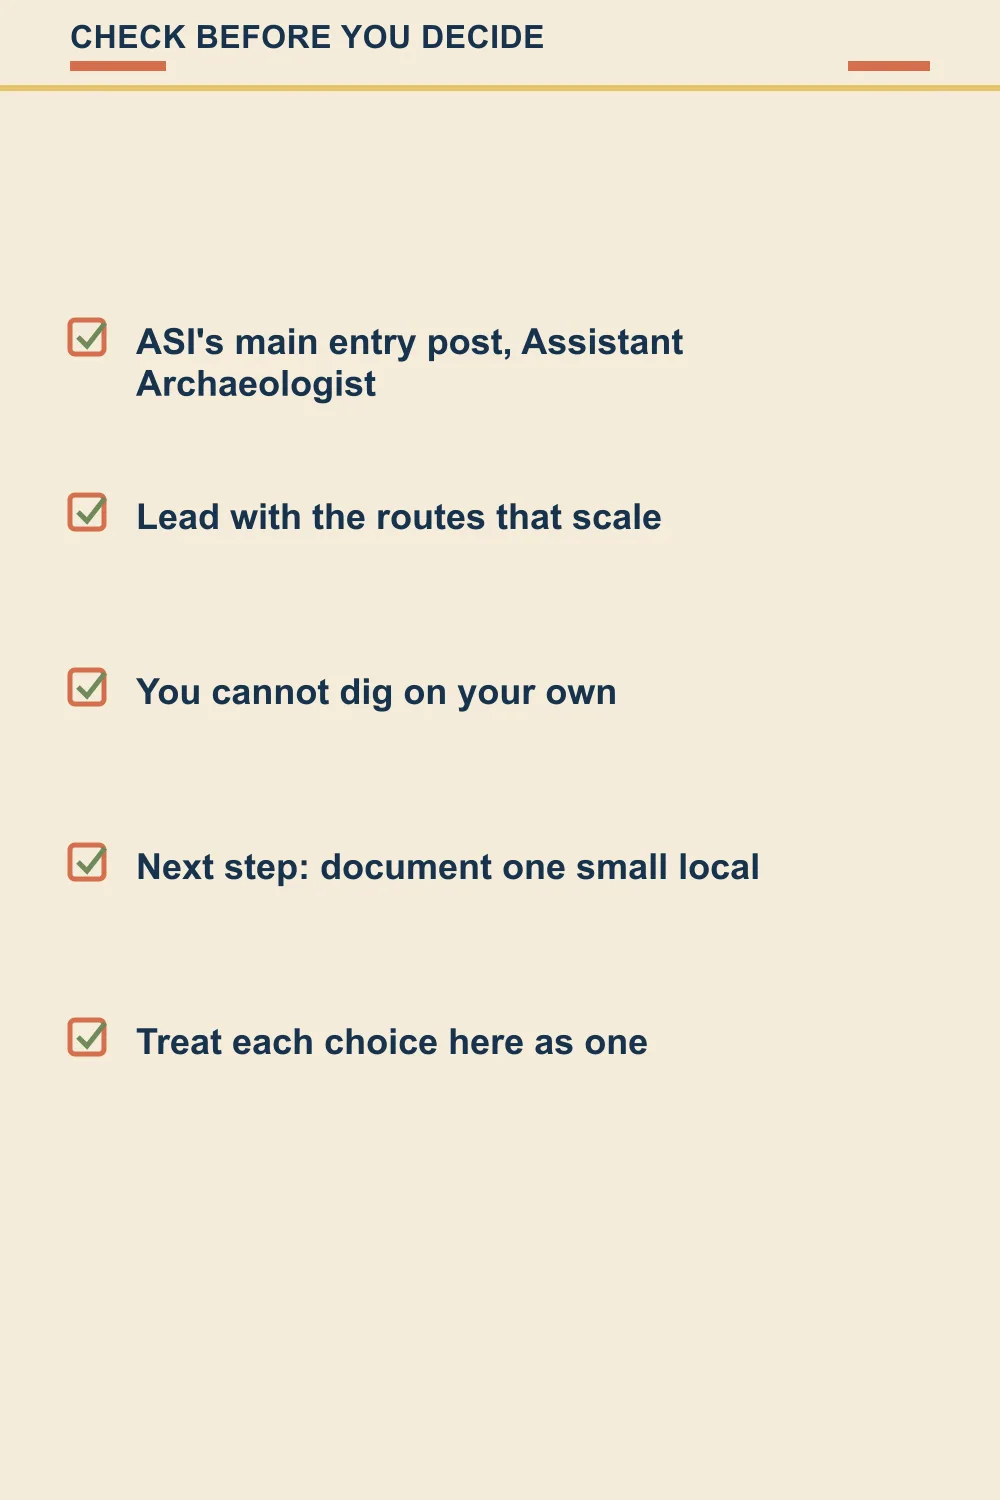 CHECK BEFORE YOU DECIDE
ASI's main entry post, Assistant
Archaeologist
Lead with the routes that scale
You cannot dig on your own
Next step: document one small local
Treat each choice here as one